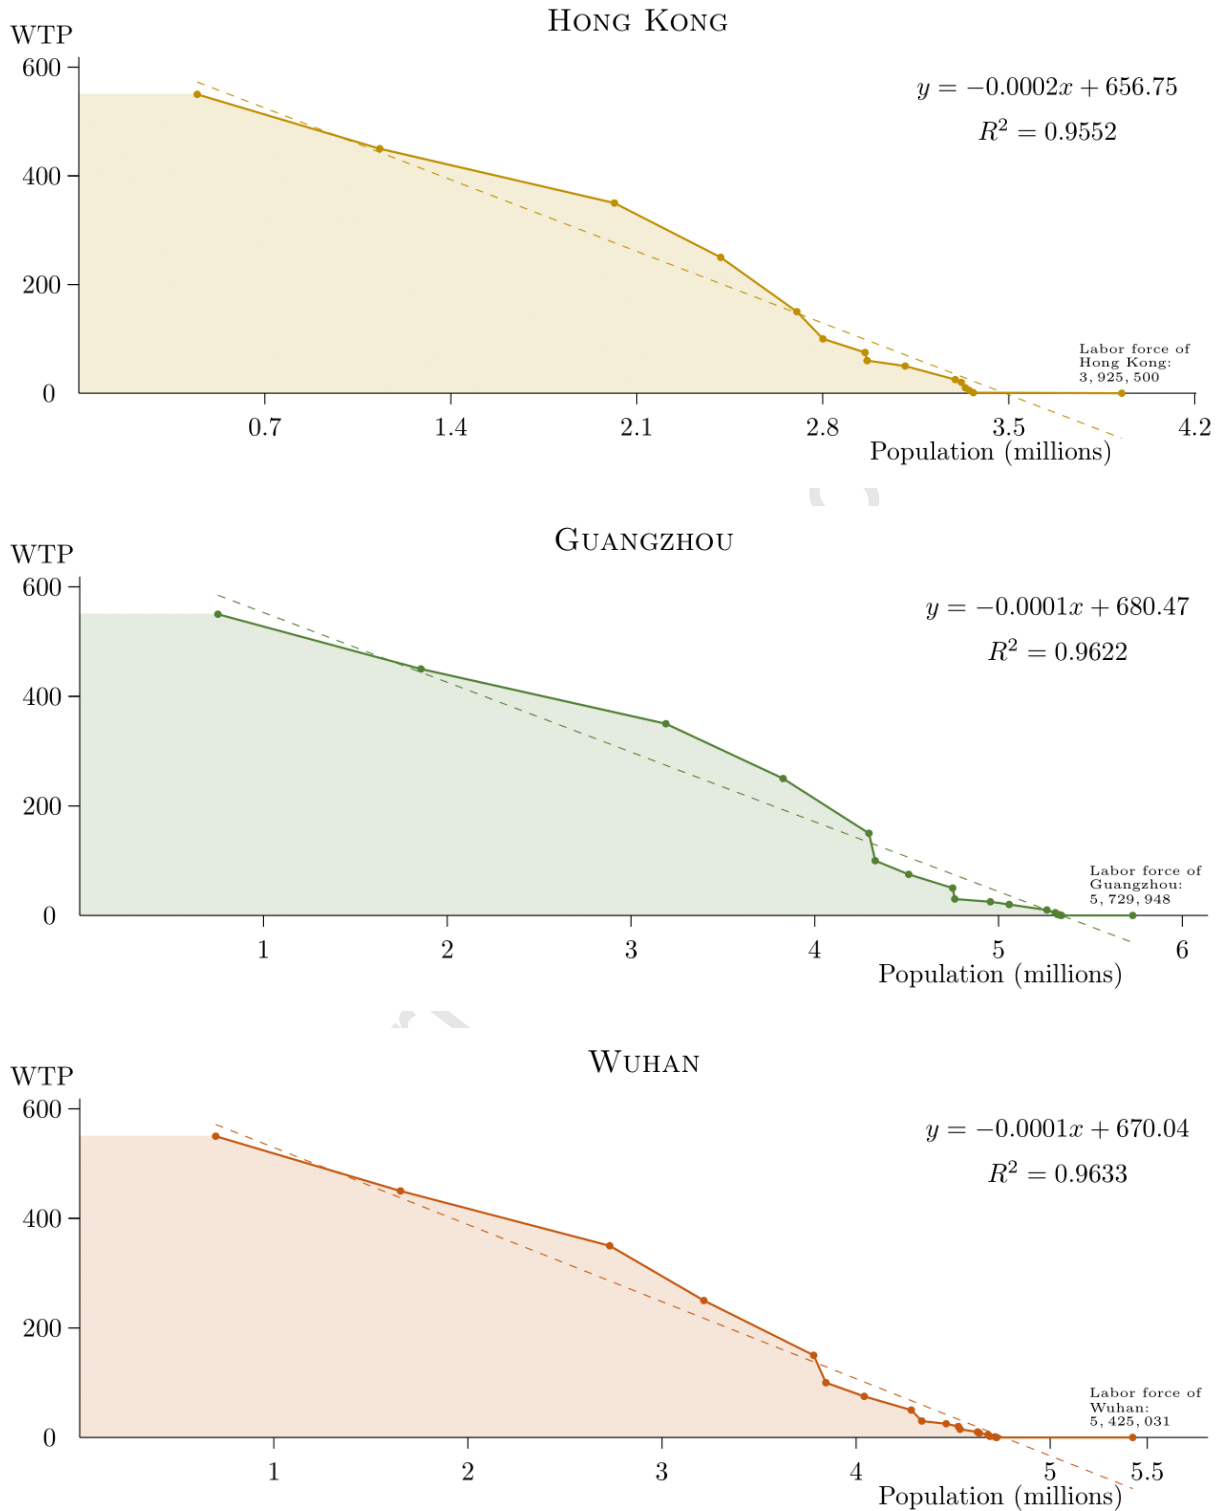 HONG KONG
WTP
600
400
200
0
y = −0.0002x + 656.75
R² = 0.9552
Labor force of
Hong Kong:
3, 925, 500
0.7 1.4 2.1 2.8 3.5 4.2
Population (millions)
GUANGZHOU
WTP
600
400
200
0
y = −0.0001x + 680.47
R² = 0.9622
Labor force of
Guangzhou:
5, 729, 948
1 2 3 4 5 6
Population (millions)
WUHAN
WTP
600
400
200
0
y = −0.0001x + 670.04
R² = 0.9633
Labor force of
Wuhan:
5, 425, 031
1 2 3 4 5 5.5
Population (millions)